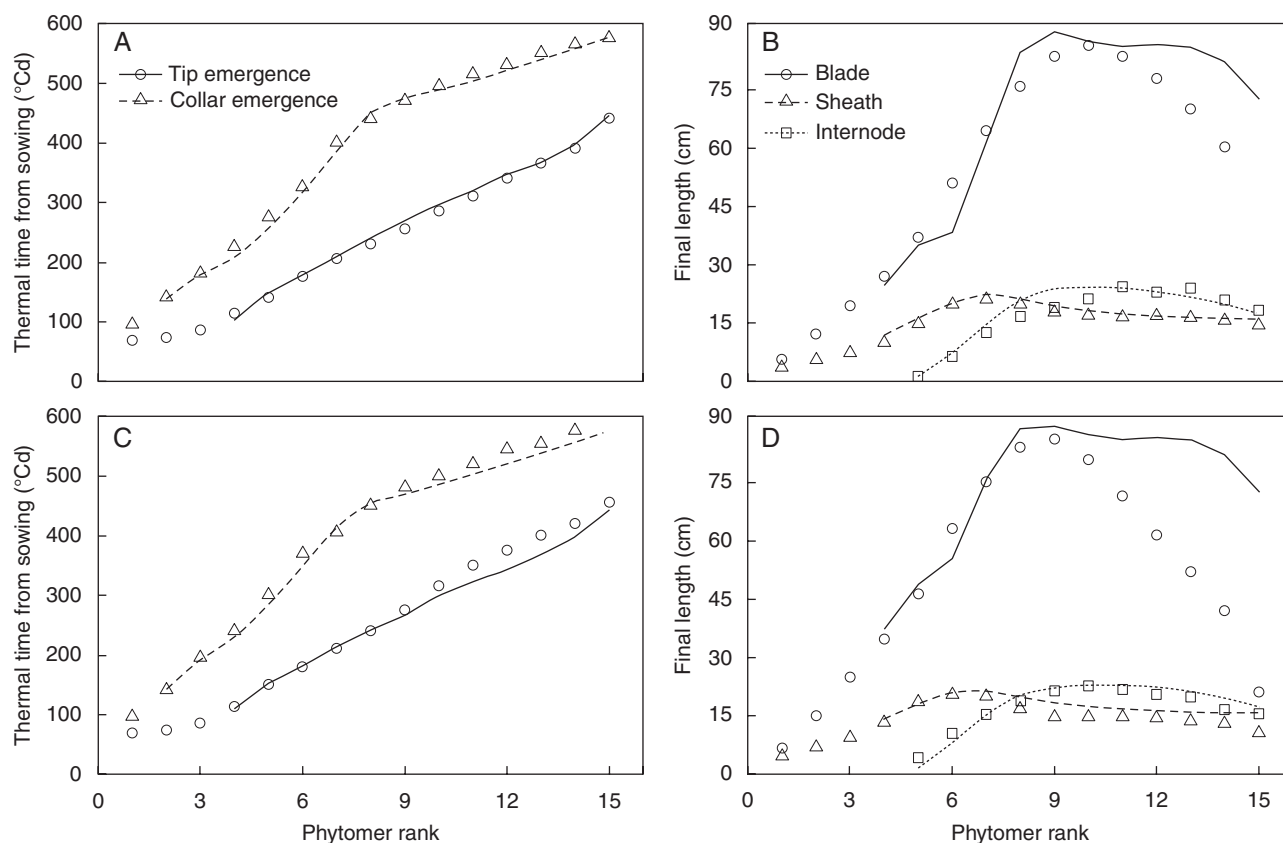 A
Thermal time from sowing (°Cd)
600
500
400
300
200
100
0
Tip emergence
Collar emergence
B
Final length (cm)
90
75
60
45
30
15
0
Blade
Sheath
Internode
C
Thermal time from sowing (°Cd)
600
500
400
300
200
100
0
0 3 6 9 12 15
Phytomer rank
D
Final length (cm)
90
75
60
45
30
15
0
0 3 6 9 12 15
Phytomer rank